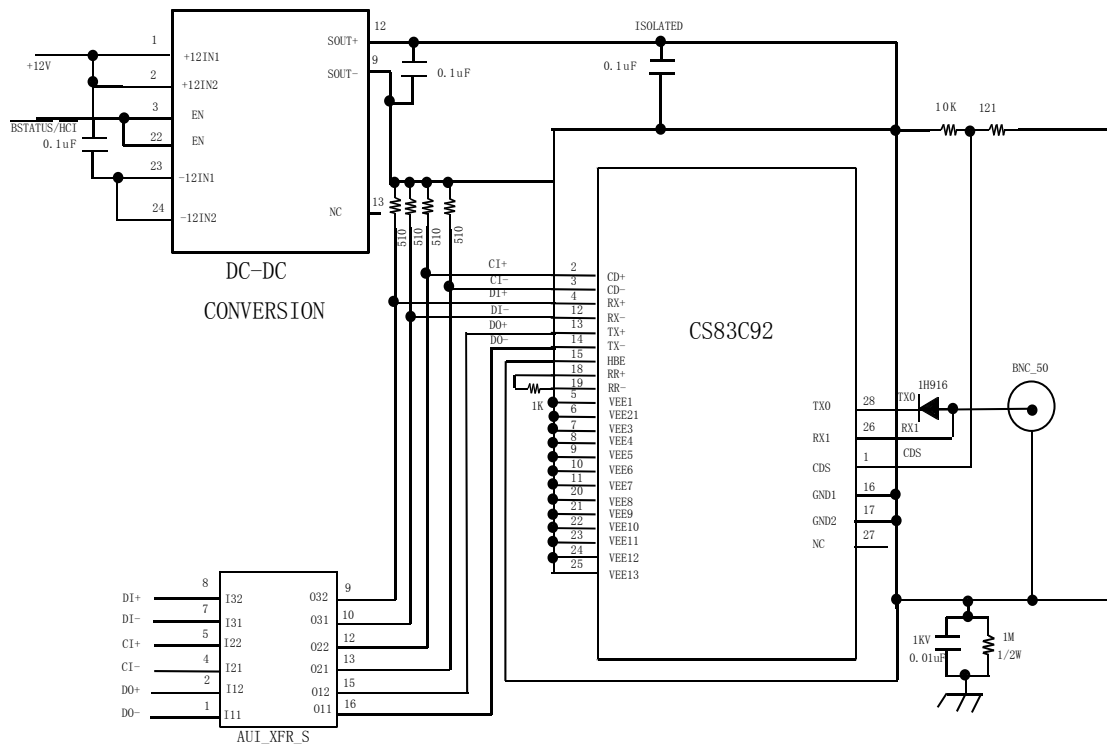 +12V
BSTATUS/HCI
0.1uF
1
2
3
22
23
24
+12IN1
+12IN2
EN
EN
-12IN1
-12IN2
SOUT+
SOUT-
NC
12
9
13
DC-DC
CONVERSION
0.1uF
ISOLATED
0.1uF
10K
121
510
510
510
510
CI+
CI-
DI+
DI-
DO+
DO-
1K
2
3
4
12
13
14
15
18
19
5
6
7
8
9
10
11
20
21
22
23
24
25
CD+
CD-
RX+
RX-
TX+
TX-
HBE
RR+
RR-
VEE1
VEE21
VEE3
VEE4
VEE5
VEE6
VEE7
VEE8
VEE9
VEE10
VEE11
VEE12
VEE13
CS83C92
TXO
RX1
CDS
GND1
GND2
NC
28
26
1
16
17
27
TXO
RX1
CDS
1H916
BNC_50
1KV
0.01uF
1M
1/2W
DI+
DI-
CI+
CI-
DO+
DO-
8
7
5
4
2
1
I32
I31
I22
I21
I12
I11
O32
O31
O22
O21
O12
O11
9
10
12
13
15
16
AUI_XFR_S